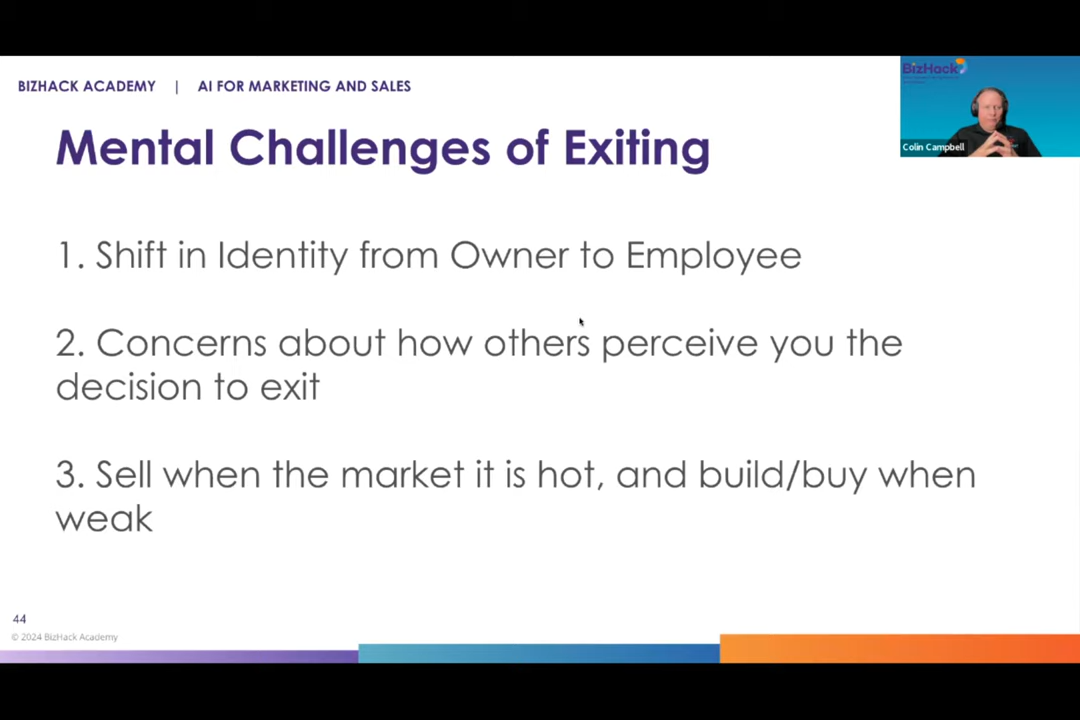 BIZHACK ACADEMY | AI FOR MARKETING AND SALES
BizHack
Colin Campbell
Mental Challenges of Exiting
1. Shift in Identity from Owner to Employee
2. Concerns about how others perceive you the
decision to exit
3. Sell when the market it is hot, and build/buy when
weak
44
© 2024 BizHack Academy